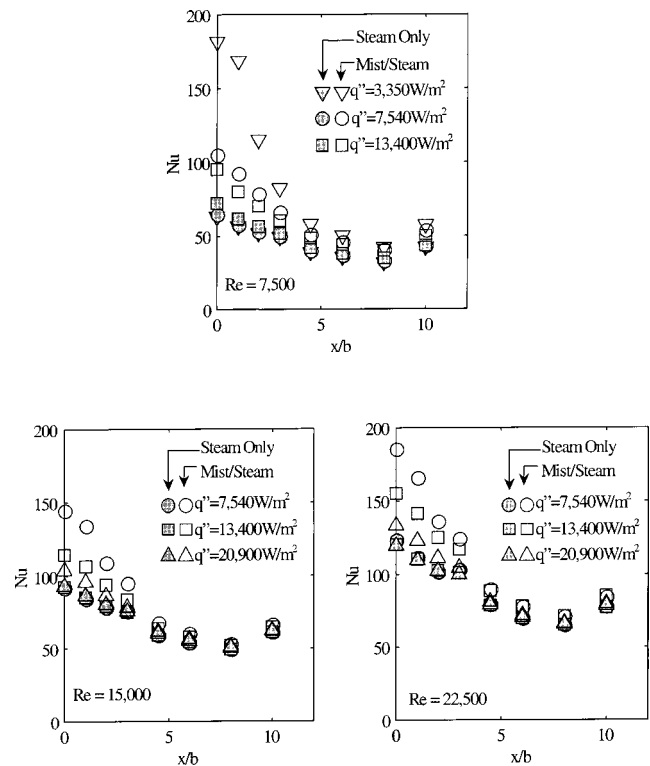 200
150
100
50
0
Nu
Steam Only
Mist/Steam
q"=3,350W/m²
q"=7,540W/m²
q"=13,400W/m²
Re = 7,500
0 5 10
x/b
200
150
100
50
0
Nu
Steam Only
Mist/Steam
q"=7,540W/m²
q"=13,400W/m²
q"=20,900W/m²
Re = 15,000
0 5 10
x/b
200
150
100
50
0
Nu
Steam Only
Mist/Steam
q"=7,540W/m²
q"=13,400W/m²
q"=20,900W/m²
Re = 22,500
0 5 10
x/b